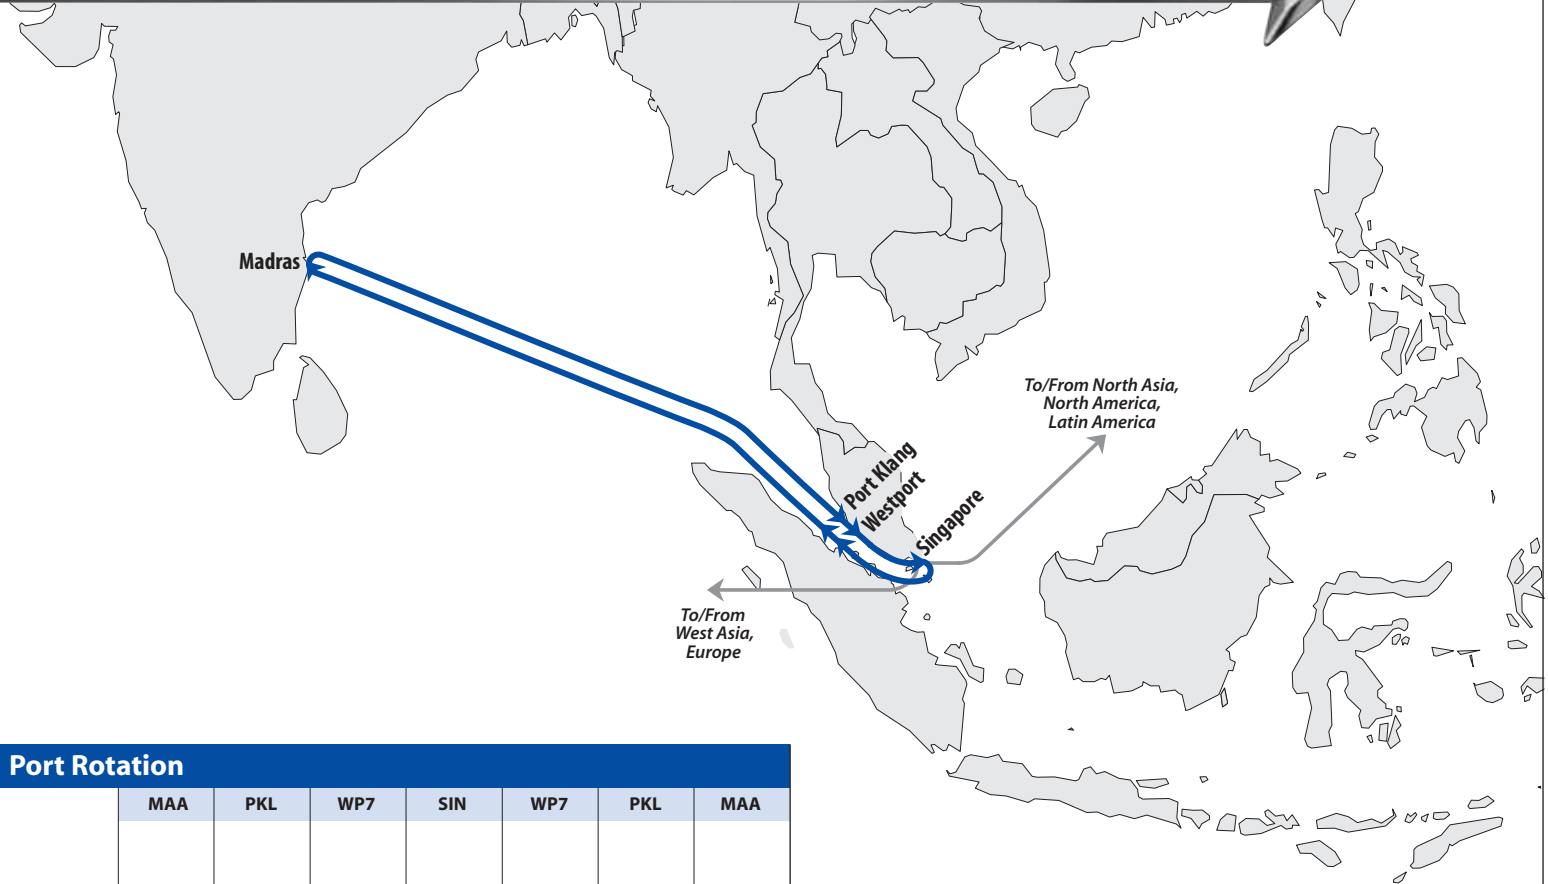 Madras
To/From North Asia,
North America,
Latin America
Port Klang
Westport
Singapore
To/From
West Asia,
Europe
Port Rotation
MAA PKL WP7 SIN WP7 PKL MAA